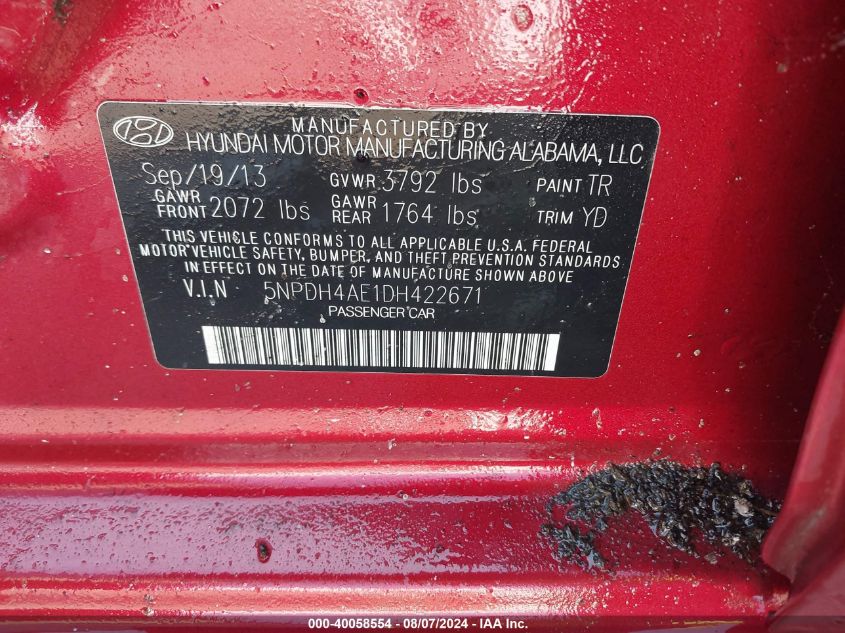 MANUFACTURED BY
HYUNDAI MOTOR MANUFACTURING ALABAMA, LLC
Sep/19/13 GVWR 3792 lbs PAINT TR
GAWR FRONT 2072 lbs GAWR REAR 1764 lbs TRIM YD
THIS VEHICLE CONFORMS TO ALL APPLICABLE U.S.A. FEDERAL
MOTOR VEHICLE SAFETY, BUMPER, AND THEFT PREVENTION STANDARDS
IN EFFECT ON THE DATE OF MANUFACTURE SHOWN ABOVE
V.I.N 5NPDH4AE1DH422671
PASSENGER CAR
000-40058554 - 08/07/2024 - IAA Inc.